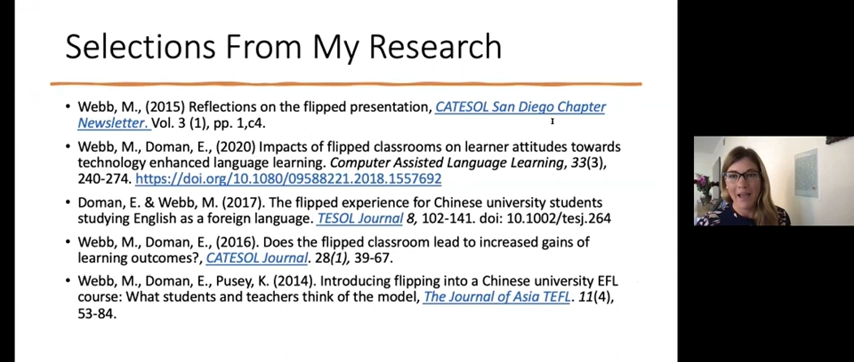 Selections From My Research
• Webb, M., (2015) Reflections on the flipped presentation, CATESOL San Diego Chapter
Newsletter. Vol. 3 (1), pp. 1,c4.
• Webb, M., Doman, E., (2020) Impacts of flipped classrooms on learner attitudes towards
technology enhanced language learning. Computer Assisted Language Learning, 33(3),
240-274. https://doi.org/10.1080/09588221.2018.1557692
• Doman, E. & Webb, M. (2017). The flipped experience for Chinese university students
studying English as a foreign language. TESOL Journal 8, 102-141. doi: 10.1002/tesj.264
• Webb, M., Doman, E., (2016). Does the flipped classroom lead to increased gains of
learning outcomes?, CATESOL Journal. 28(1), 39-67.
• Webb, M., Doman, E., Pusey, K. (2014). Introducing flipping into a Chinese university EFL
course: What students and teachers think of the model, The Journal of Asia TEFL. 11(4),
53-84.